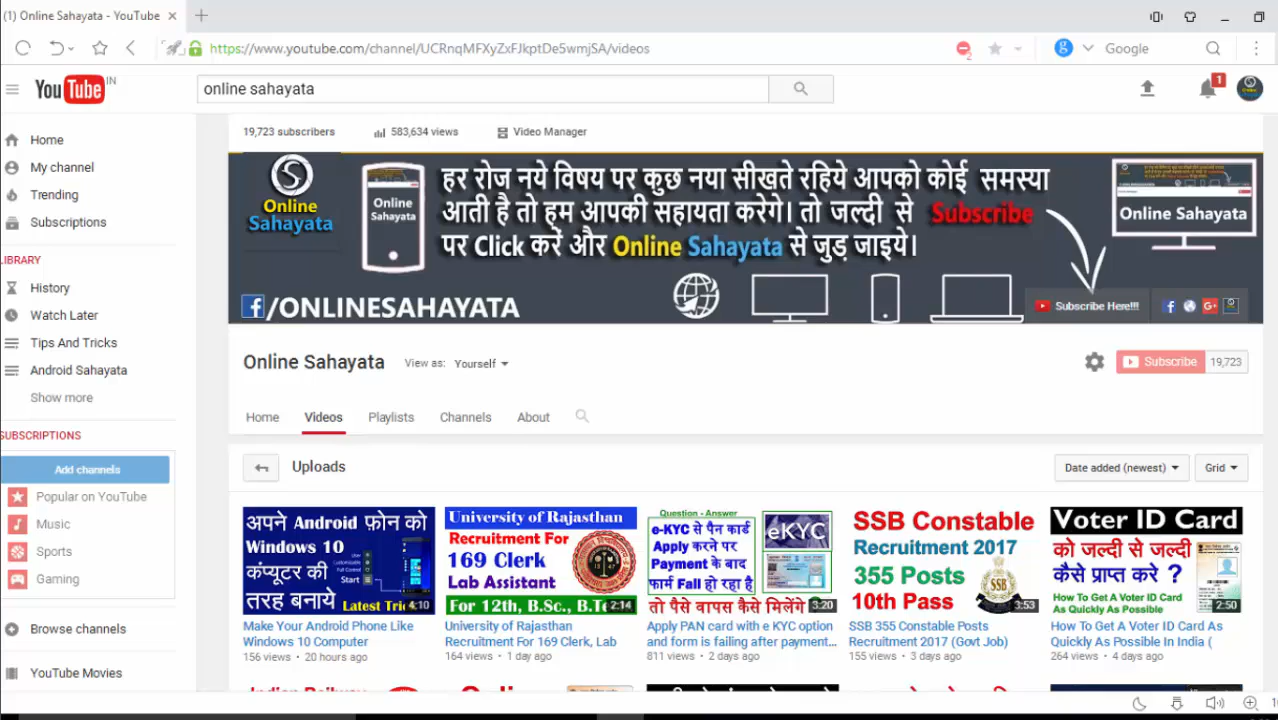 (1) Online Sahayata - YouTube
https://www.youtube.com/channel/UCRnqMFXyZxFJkptDe5wmjSA/videos
2
g
Google
YouTube IN
online sahayata
1
19,723 subscribers
583,634 views
Video Manager
Home
My channel
Trending
Subscriptions
LIBRARY
History
Watch Later
Tips And Tricks
Android Sahayata
Show more
SUBSCRIPTIONS
Add channels
Popular on YouTube
Music
Sports
Gaming
Browse channels
YouTube Movies
Online
Sahayata
Online
Sahayata
हर रोज नये विषय पर कुछ नया सीखते रहिये आपको कोई समस्या
आती है तो हम आपकी सहायता करेगे। तो जल्दी से Subscribe
पर Click करें और Online Sahayata से जुड़ जाइये।
Online Sahayata
f/ONLINESAHAYATA
Subscribe Here!!!
Online Sahayata
View as: Yourself
Subscribe 19,723
Home
Videos
Playlists
Channels
About
Uploads
Date added (newest)
Grid
अपने Android फ़ोन को
Windows 10
कंप्यूटर की
Start
तरह बनाये Latest
4:10
Make Your Android Phone Like
Windows 10 Computer
156 views • 20 hours ago
University of Rajasthan
Recruitment For
169 Clerk
Lab Assistant
For 12th, B.Sc.,
2:14
University of Rajasthan
Recruitment For 169 Clerk, Lab
164 views • 1 day ago
Question - Answer
e-KYC से पैन कार्ड
Apply करने पर
Payment के बाद
फार्म Fall हो रहा है
eKYC
तो पैसे वापस कैसे मिलेंगे
3:20
Apply PAN card with e KYC option
and form is failing after payment...
811 views • 2 days ago
SSB Constable
Recruitment 2017
355 Posts
10th Pass
SSB
3:53
SSB 355 Constable Posts
Recruitment 2017 (Govt Job)
155 views • 3 days ago
Voter ID Card
को जल्दी से जल्दी
कैसे प्राप्त करे ?
How To Get A Voter ID Card
As Quickly As Possible
2:50
How To Get A Voter ID Card As
Quickly As Possible In India (
264 views • 4 days ago